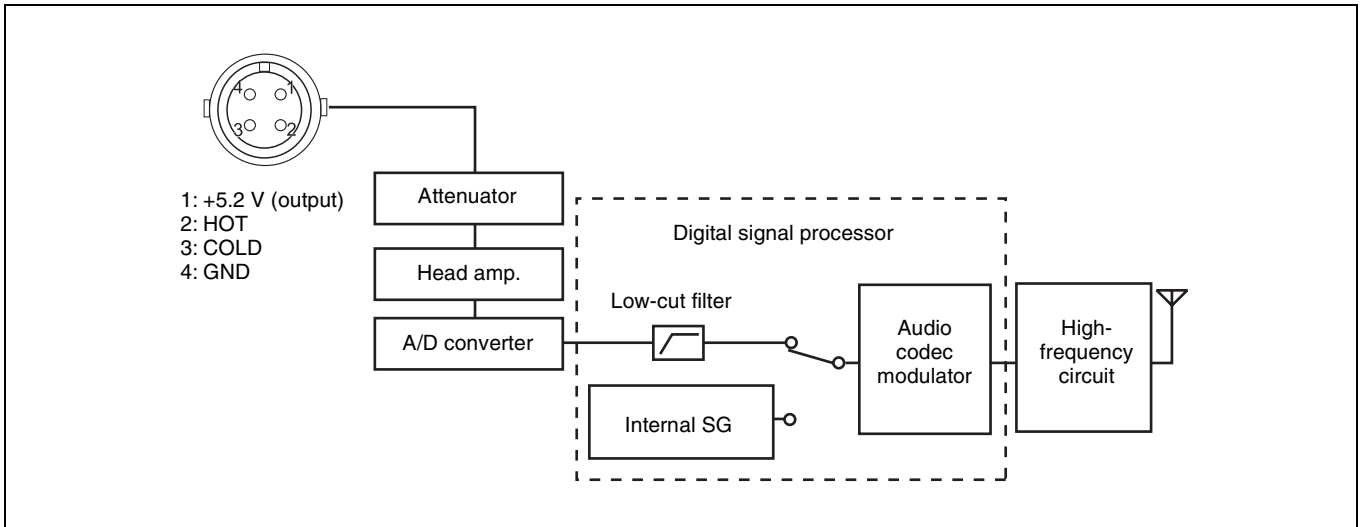 4 1
3 2
1: +5.2 V (output)
2: HOT
3: COLD
4: GND
Attenuator
Head amp.
A/D converter
Digital signal processor
Low-cut filter
Internal SG
Audio
codec
modulator
High-
frequency
circuit